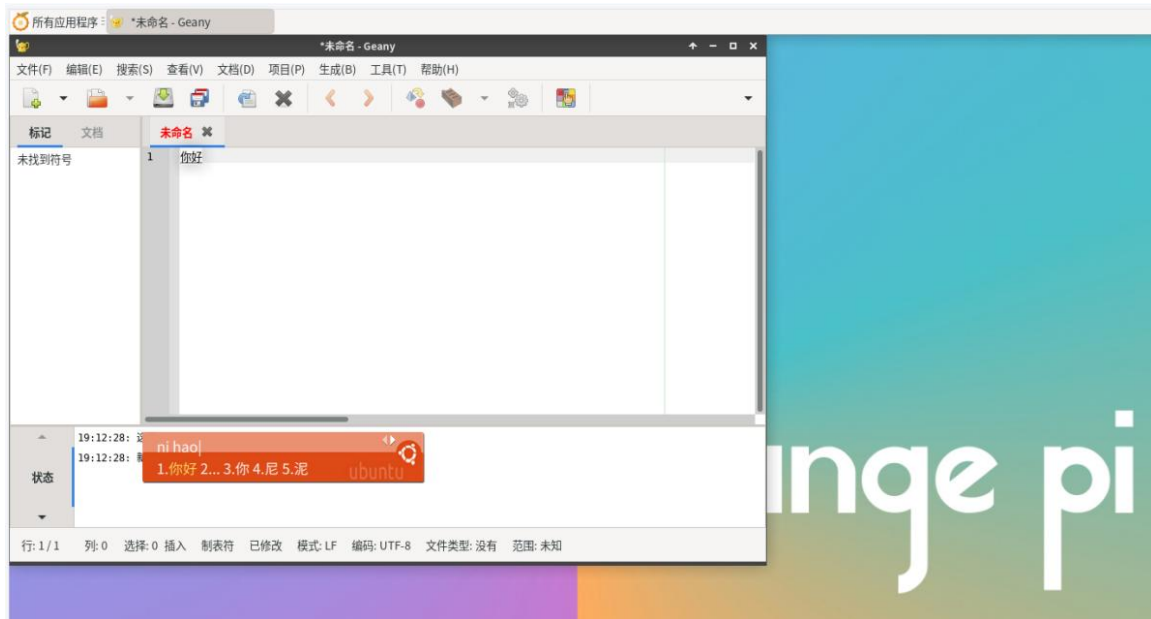 所有应用程序
*未命名 - Geany
*未命名 - Geany
文件(F) 编辑(E) 搜索(S) 查看(V) 文档(D) 项目(P) 生成(B) 工具(T) 帮助(H)
标记 文档 未命名
未找到符号 1 你好
19:12:28:
ni hao
19:12:28:
1.你好 2... 3.你 4.尼 5.泥
ubuntu
状态
行: 1 / 1 列: 0 选择: 0 插入 制表符 已修改 模式: LF 编码: UTF-8 文件类型: 没有 范围: 未知
nge pi